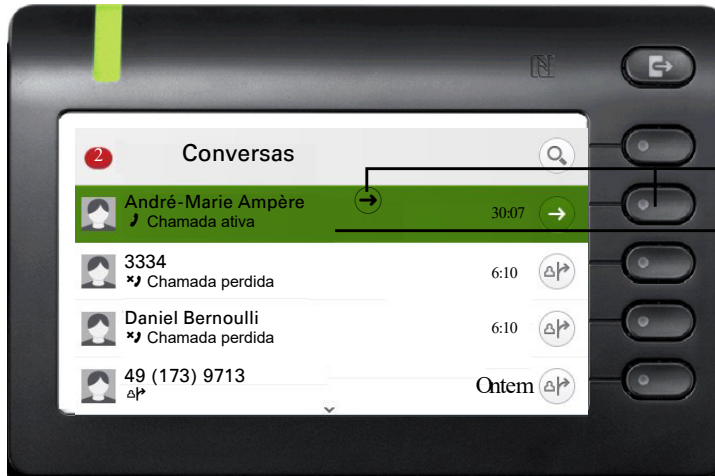 2 Conversas
André-Marie Ampère
Chamada ativa
30:07
3334
Chamada perdida
6:10
Daniel Bernoulli
Chamada perdida
6:10
49 (173) 9713
Ontem